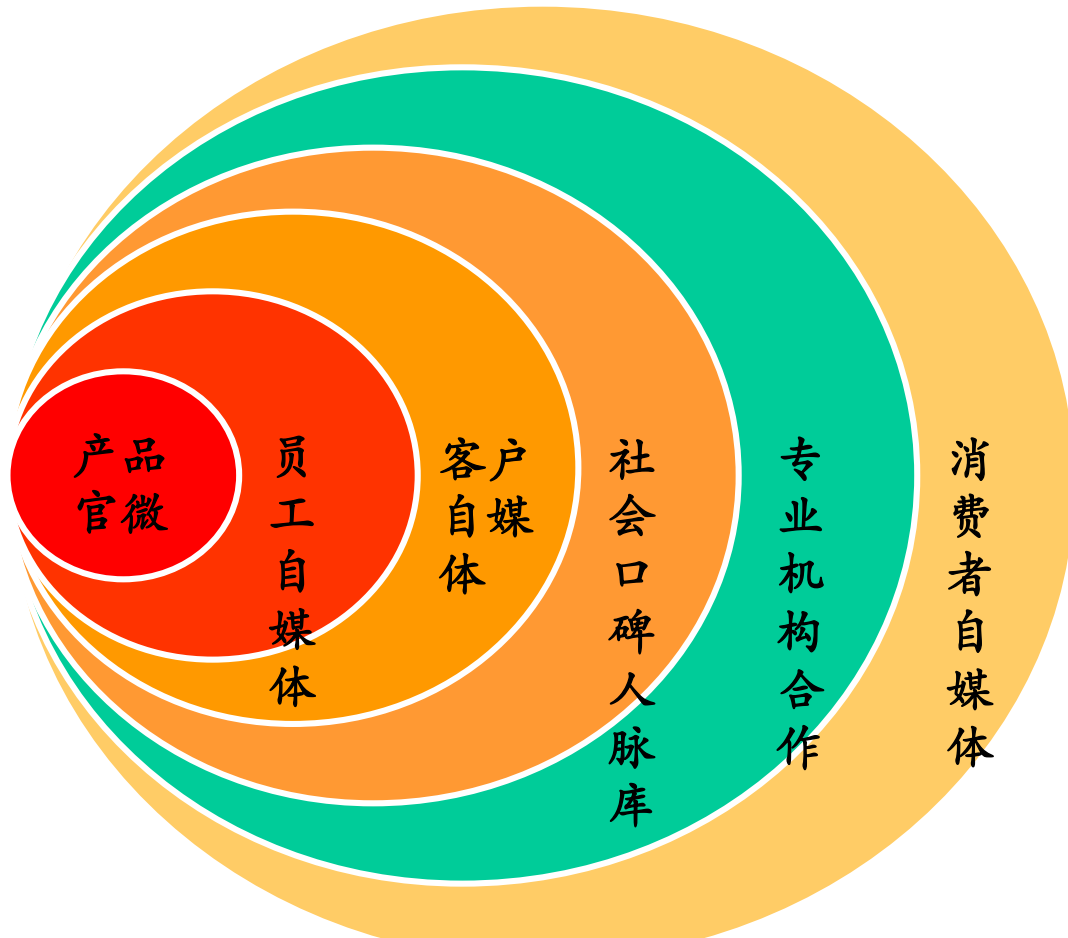 产品
官微
员工自媒体
客户
自媒
体
社会口碑人脉库
专业机构合作
消费者自媒体